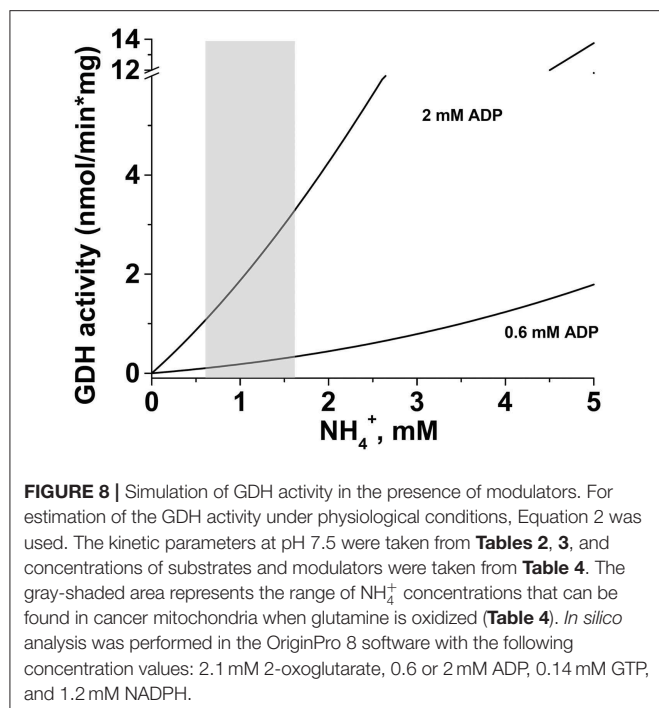 14
12
4
2
0
GDH activity (nmol/min*mg)
2 mM ADP
0.6 mM ADP
0 1 2 3 4 5
NH₄⁺, mM
FIGURE 8 | Simulation of GDH activity in the presence of modulators. For
estimation of the GDH activity under physiological conditions, Equation 2 was
used. The kinetic parameters at pH 7.5 were taken from Tables 2, 3, and
concentrations of substrates and modulators were taken from Table 4. The
gray-shaded area represents the range of NH₄⁺ concentrations that can be
found in cancer mitochondria when glutamine is oxidized (Table 4). In silico
analysis was performed in the OriginPro 8 software with the following
concentration values: 2.1 mM 2-oxoglutarate, 0.6 or 2 mM ADP, 0.14 mM GTP,
and 1.2 mM NADPH.